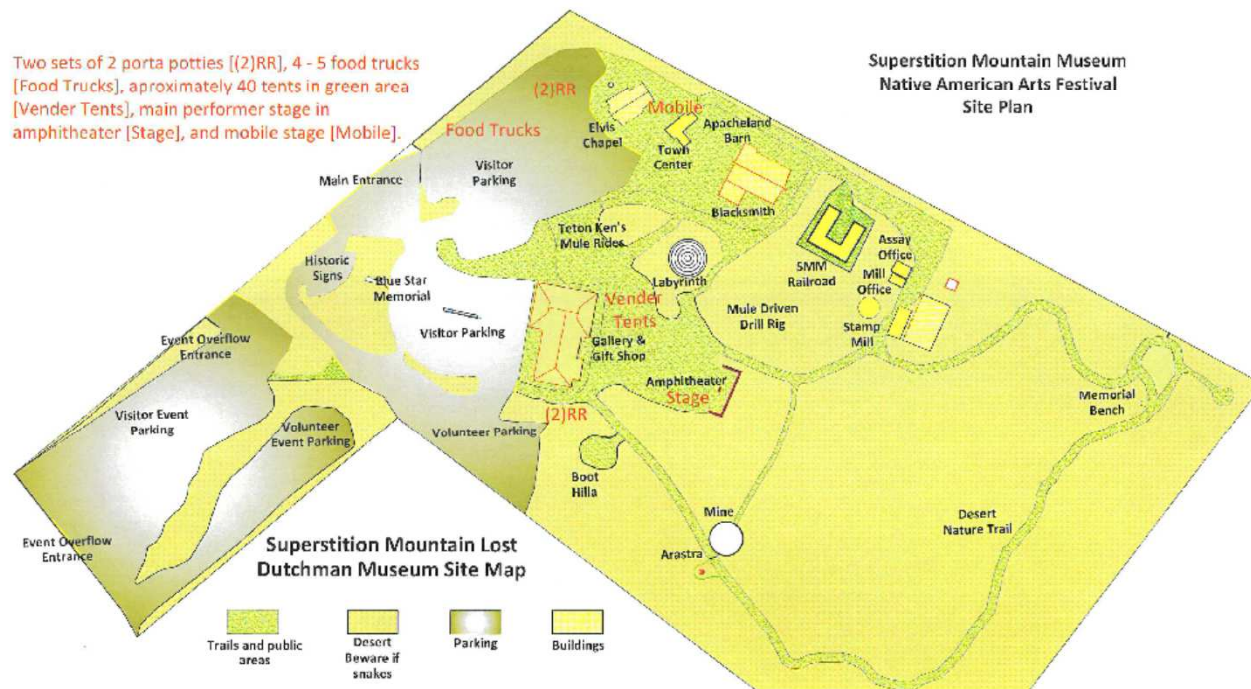 Two sets of 2 porta potties [(2)RR], 4 - 5 food trucks
[Food Trucks], aproximately 40 tents in green area
[Vender Tents], main performer stage in
amphitheater [Stage], and mobile stage [Mobile].
Superstition Mountain Museum
Native American Arts Festival
Site Plan
(2)RR
Mobile
Food Trucks
Elvis
Chapel
Apacheland
Barn
Town
Center
Main Entrance
Visitor
Parking
Blacksmith
Teton Ken's
Mule Rides
Assay
Office
Historic
Signs
Blue Star
Memorial
Labyrinth
SMM
Railroad
Mill
Office
Vender
Tents
Mule Driven
Drill Rig
Stamp
Mill
Visitor Parking
Gallery &
Gift Shop
Event Overflow
Entrance
Amphitheater
Stage
Memorial
Bench
Visitor Event
Parking
Volunteer
Event Parking
Volunteer Parking
(2)RR
Boot
Hilla
Mine
Desert
Nature Trail
Event Overflow
Entrance
Arastra
Superstition Mountain Lost
Dutchman Museum Site Map
Trails and public
areas
Desert
Beware if
snakes
Parking
Buildings